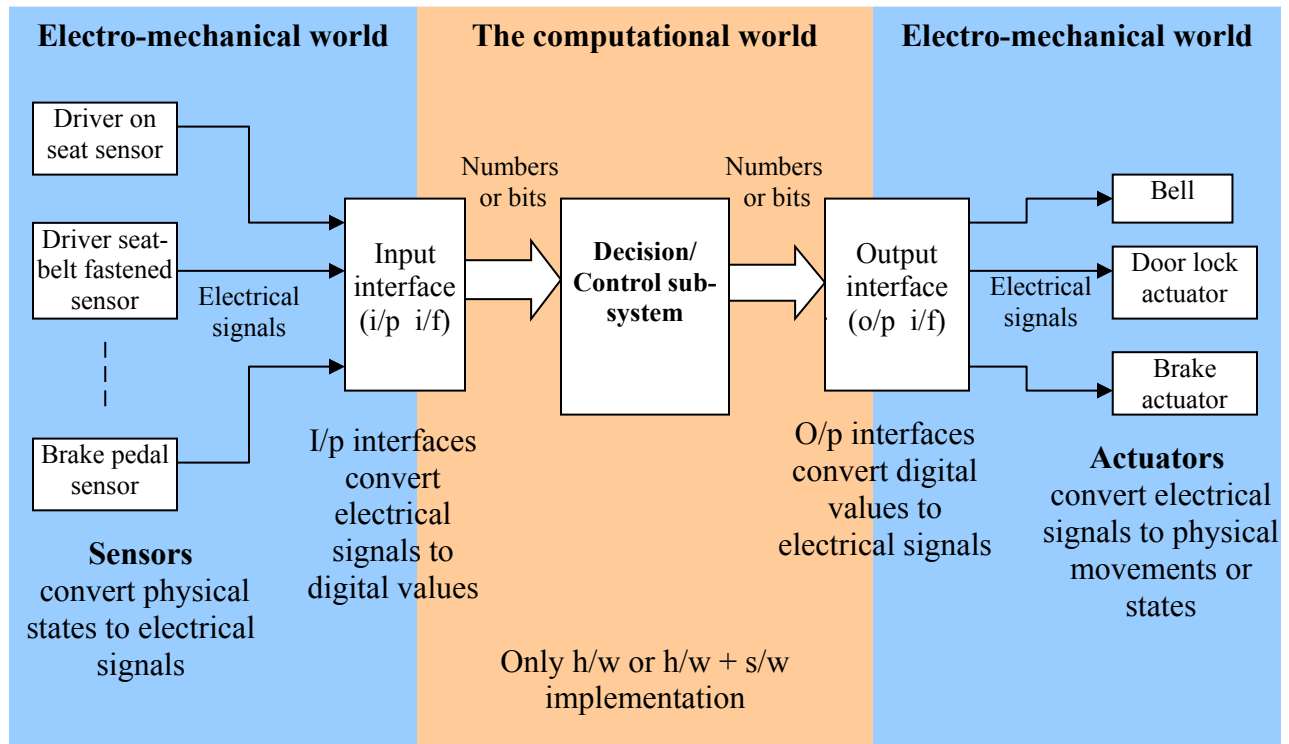 Electro-mechanical world
The computational world
Electro-mechanical world
Driver on
seat sensor
Driver seat-
belt fastened
sensor
Brake pedal
sensor
Electrical
signals
Sensors
convert physical
states to electrical
signals
Input
interface
(i/p i/f)
I/p interfaces
convert
electrical
signals to
digital values
Numbers
or bits
Decision/
Control sub-
system
Numbers
or bits
Only h/w or h/w + s/w
implementation
Output
interface
(o/p i/f)
O/p interfaces
convert digital
values to
electrical signals
Electrical
signals
Bell
Door lock
actuator
Brake
actuator
Actuators
convert electrical
signals to physical
movements or
states